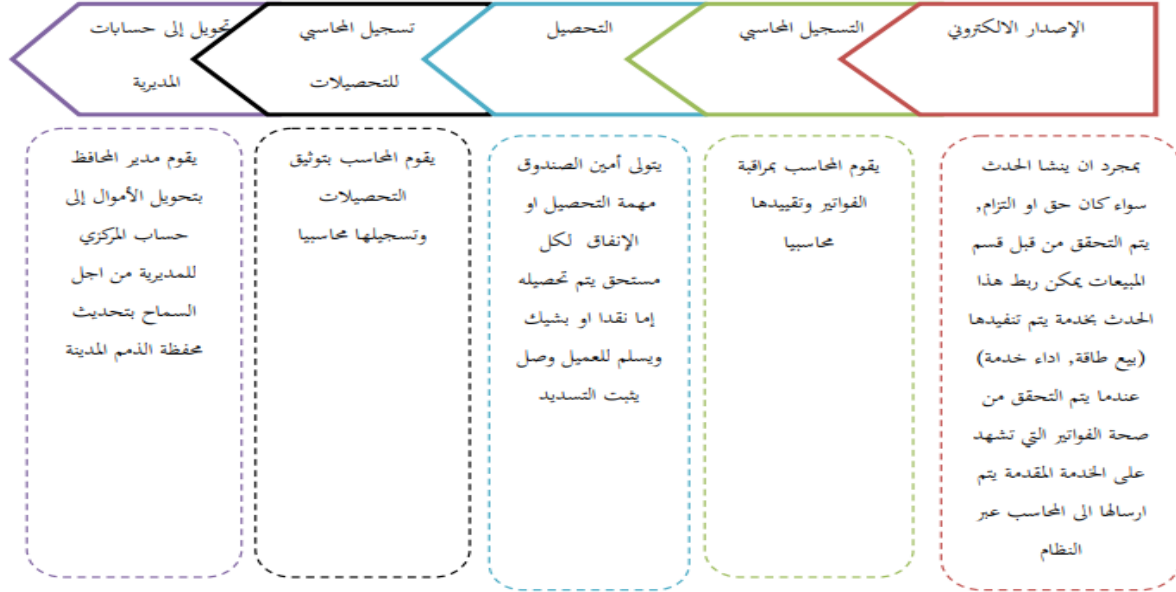 الإصدار الالكتروني
التسجيل المحاسبي
التحصيل
تسجيل المحاسبي
للتحصيلات
تحويل إلى حسابات
المديرية
بمجرد ان ينشا الحدث
سواء كان حق او التزام,
يتم التحقق من قبل قسم
المبيعات يمكن ربط هذا
الحدث بخدمة يتم تنفيدها
(بيع طاقة, اداء خدمة)
عندما يتم التحقق من
صحة الفواتير التي تشهد
على الخدمة المقدمة يتم
ارسالها الى المحاسب عبر
النظام
يقوم المحاسب بمراقبة
الفواتير وتقييدها
محاسبيا
يتولى أمين الصندوق
مهمة التحصيل او
الإنفاق لكل
مستحق يتم تحصيله
إما نقدا او بشيك
ويسلم للعميل وصل
يثبت التسديد
يقوم المحاسب بتوثيق
التحصيلات
وتسجيلها محاسبيا
يقوم مدير المحافظ
بتحويل الأموال إلى
حساب المركزي
للمديرية من اجل
السماح بتحديث
محفظة الذمم المدينة